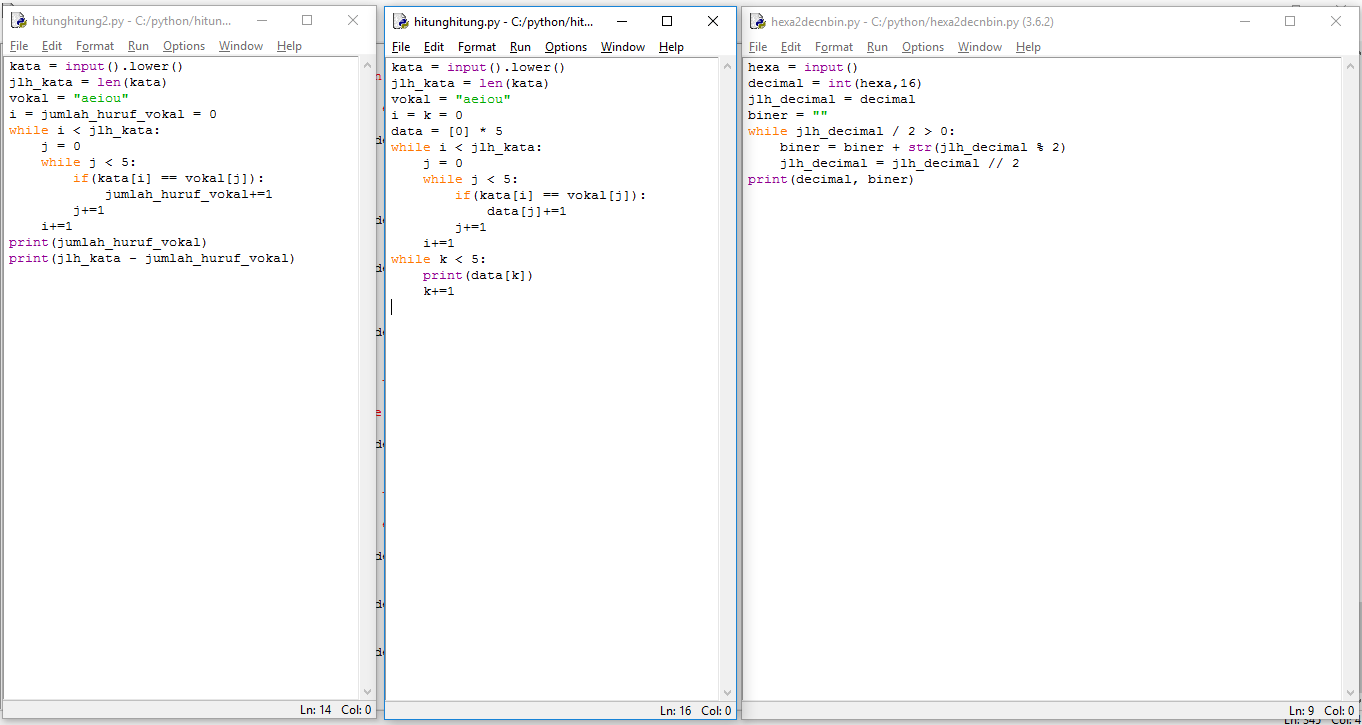 hitunghitung2.py - C:/python/hitun...
File Edit Format Run Options Window Help
kata = input().lower()
jlh_kata = len(kata)
vokal = "aeiou"
i = jumlah_huruf_vokal = 0
while i < jlh_kata:
    j = 0
    while j < 5:
        if(kata[i] == vokal[j]):
            jumlah_huruf_vokal+=1
        j+=1
    i+=1
print(jumlah_huruf_vokal)
print(jlh_kata - jumlah_huruf_vokal)
Ln: 14 Col: 0
hitunghitung.py - C:/python/hit...
File Edit Format Run Options Window Help
kata = input().lower()
jlh_kata = len(kata)
vokal = "aeiou"
i = k = 0
data = [0] * 5
while i < jlh_kata:
    j = 0
    while j < 5:
        if(kata[i] == vokal[j]):
            data[j]+=1
        j+=1
    i+=1
while k < 5:
    print(data[k])
    k+=1
Ln: 16 Col: 0
hexa2decnbin.py - C:/python/hexa2decnbin.py (3.6.2)
File Edit Format Run Options Window Help
hexa = input()
decimal = int(hexa,16)
jlh_decimal = decimal
biner = ""
while jlh_decimal / 2 > 0:
    biner = biner + str(jlh_decimal % 2)
    jlh_decimal = jlh_decimal // 2
print(decimal, biner)
Ln: 9 Col: 0